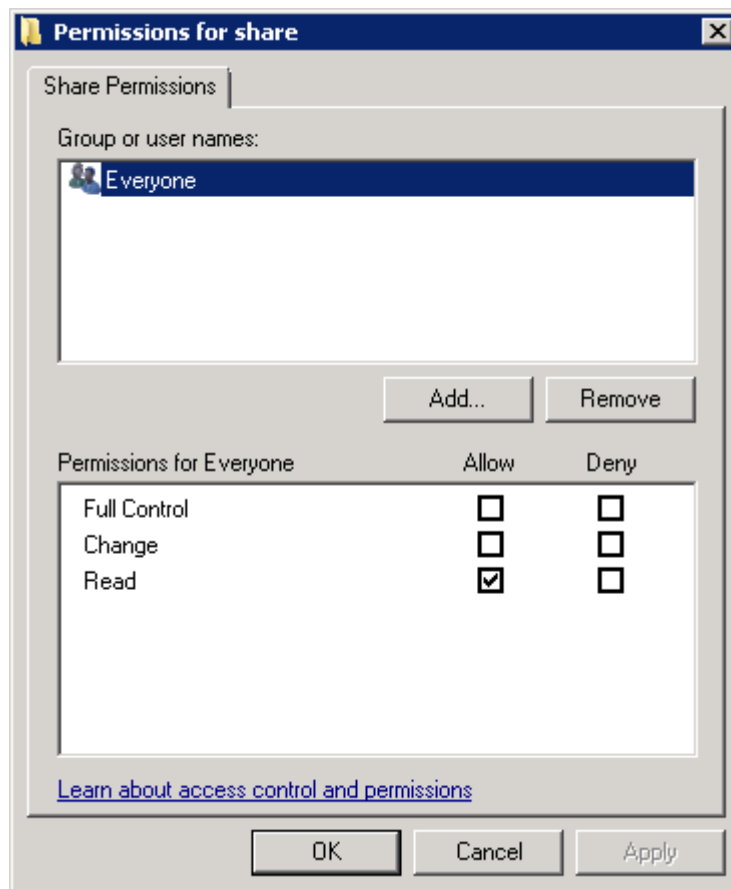 Permissions for share
Share Permissions
Group or user names:
Everyone
Add... Remove
Permissions for Everyone Allow Deny
Full Control
Change
Read
Learn about access control and permissions
OK Cancel Apply